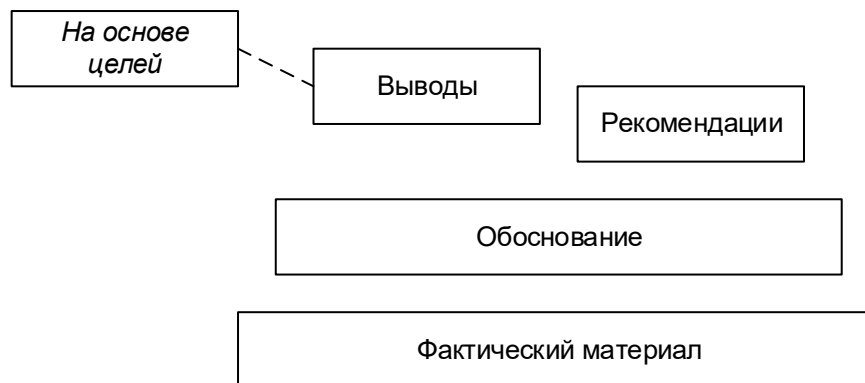 На основе
целей
Выводы
Рекомендации
Обоснование
Фактический материал